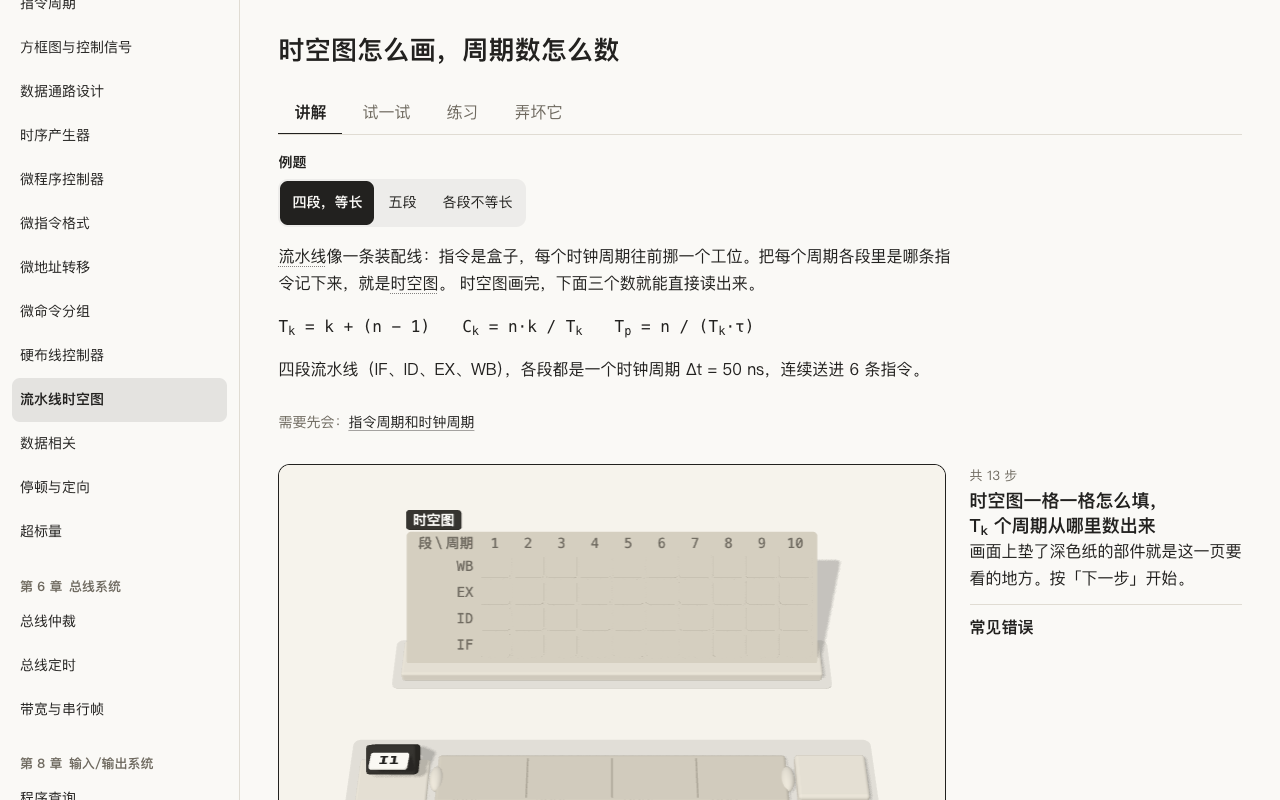 指令周期
方框图与控制信号
数据通路设计
时序产生器
微程序控制器
微指令格式
微地址转移
微命令分组
硬布线控制器
流水线时空图
数据相关
停顿与定向
超标量
第 6 章 总线系统
总线仲裁
总线定时
带宽与串行帧
第 8 章 输入/输出系统
程序查询
时空图怎么画，周期数怎么数
讲解 试一试 练习 弄坏它
例题
四段，等长 五段 各段不等长
流水线像一条装配线：指令是盒子，每个时钟周期往前挪一个工位。把每个周期各段里是哪条指
令记下来，就是时空图。 时空图画完，下面三个数就能直接读出来。
Tk = k + (n − 1) Ck = n·k / Tk Tp = n / (Tk·τ)
四段流水线（IF、ID、EX、WB），各段都是一个时钟周期 Δt = 50 ns，连续送进 6 条指令。
需要先会：指令周期和时钟周期
时空图
段 \ 周期 1 2 3 4 5 6 7 8 9 10
WB
EX
ID
IF
I1
共 13 步
时空图一格一格怎么填，
Tk 个周期从哪里数出来
画面上垫了深色纸的部件就是这一页要
看的地方。按「下一步」开始。
常见错误